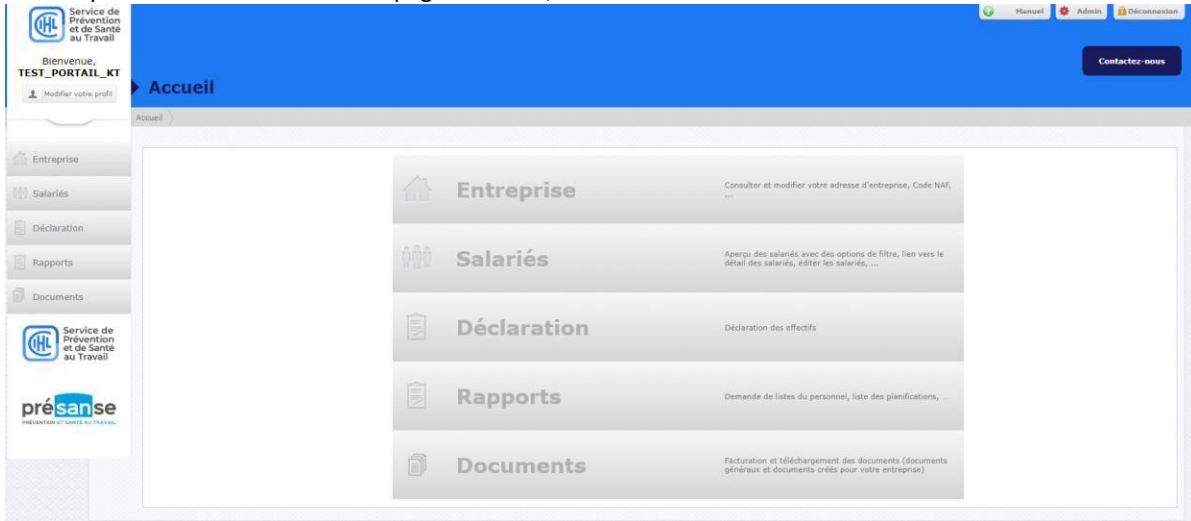 CIHL
Service de
Prévention
et de Santé
au Travail
Manuel
Admin
Déconnexion
Bienvenue,
TEST_PORTAIL_KT
Modifier votre profil
Contactez-nous
Accueil
Accueil
Entreprise
Salariés
Déclaration
Rapports
Documents
CIHL
Service de
Prévention
et de Santé
au Travail
présanse
PRÉVENTION ET SANTÉ AU TRAVAIL
Entreprise
Consulter et modifier votre adresse d'entreprise, Code NAF,
...
Salariés
Aperçu des salariés avec des options de filtre, lien vers le
détail des salariés, éditer les salariés, ...
Déclaration
Déclaration des effectifs
Rapports
Demande de listes du personnel, liste des planifications, ...
Documents
Facturation et téléchargement des documents (documents
généraux et documents créés pour votre entreprise)